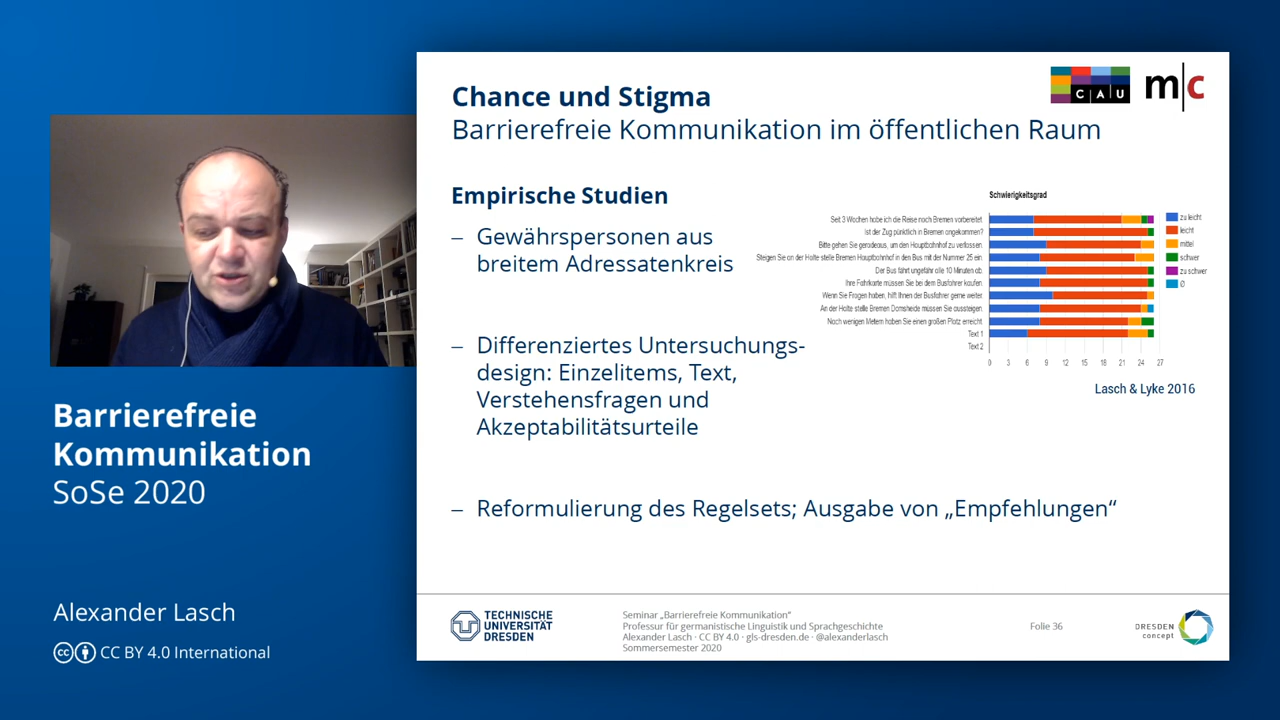 Chance und Stigma
Barrierefreie Kommunikation im öffentlichen Raum
CAU
m|c
Empirische Studien
– Gewährspersonen aus
breitem Adressatenkreis
– Differenziertes Untersuchungs-
design: Einzelitems, Text,
Verstehensfragen und
Akzeptabilitätsurteile
– Reformulierung des Regelsets; Ausgabe von „Empfehlungen“
Schwierigkeitsgrad
Seit 3 Wochen habe ich die Reise nach Bremen vorbereitet
Ist der Zug pünktlich in Bremen angekommen?
Bitte gehen Sie geradeaus, um den Hauptbahnhof zu verlassen.
Steigen Sie an der Halte stelle Bremen Hauptbahnhof in den Bus mit der Nummer 25 ein.
Der Bus fährt ungefähr alle 10 Minuten ab.
Ihre Fahrkarte müssen Sie bei dem Busfahrer kaufen.
Wenn Sie Fragen haben, hilft Ihnen der Busfahrer gerne weiter.
An der Halte stelle Bremen Domsheide müssen Sie aussteigen.
Nach wenigen Metern haben Sie einen großen Platz erreicht
Text 1
Text 2
0 3 6 9 12 15 18 21 24 27
zu leicht
leicht
mittel
schwer
zu schwer
Ø
Lasch & Lyke 2016
Barrierefreie
Kommunikation
SoSe 2020
Alexander Lasch
CC BY 4.0 International
TECHNISCHE
UNIVERSITÄT
DRESDEN
Seminar „Barrierefreie Kommunikation“
Professur für germanistische Linguistik und Sprachgeschichte
Alexander Lasch · CC BY 4.0 · gls-dresden.de · @alexanderlasch
Sommersemester 2020
Folie 36
DRESDEN
concept